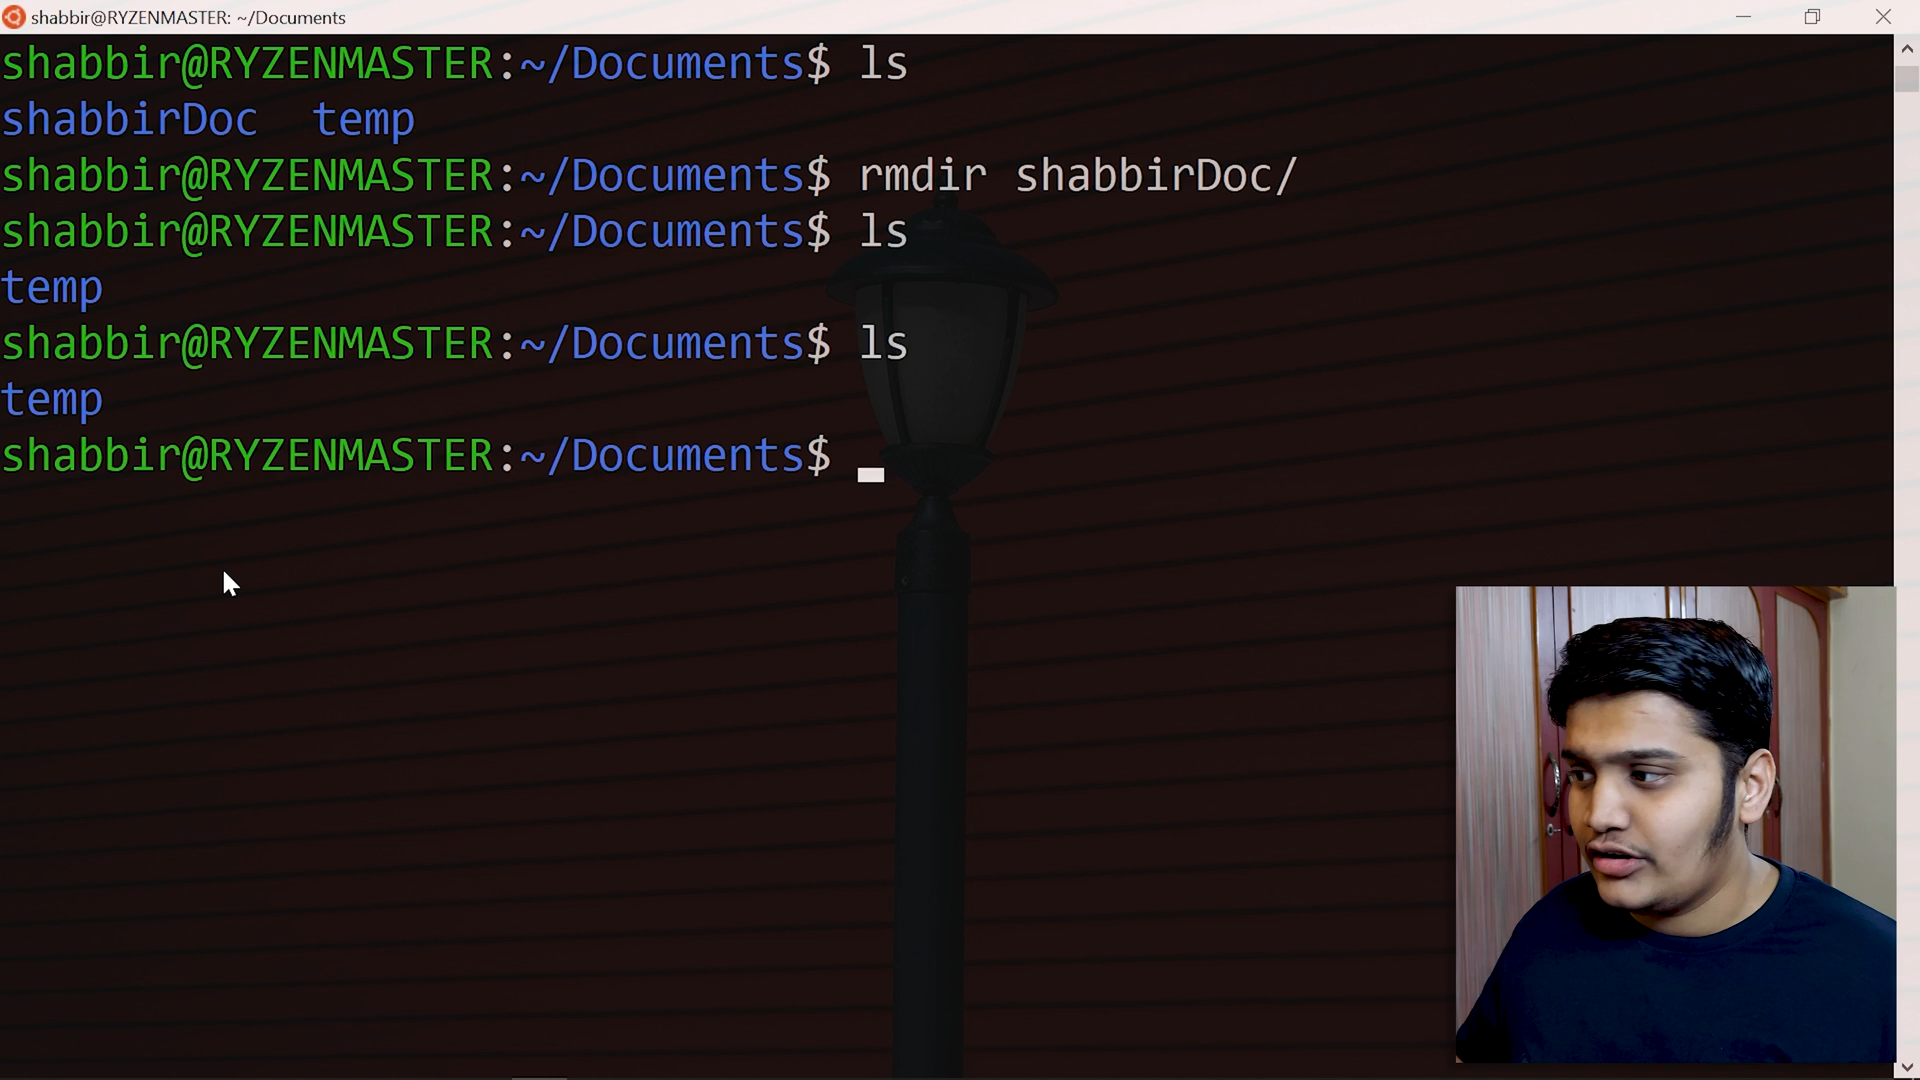 shabbir@RYZENMASTER: ~/Documents
shabbir@RYZENMASTER:~/Documents$ ls
shabbirDoc  temp
shabbir@RYZENMASTER:~/Documents$ rmdir shabbirDoc/
shabbir@RYZENMASTER:~/Documents$ ls
temp
shabbir@RYZENMASTER:~/Documents$ ls
temp
shabbir@RYZENMASTER:~/Documents$